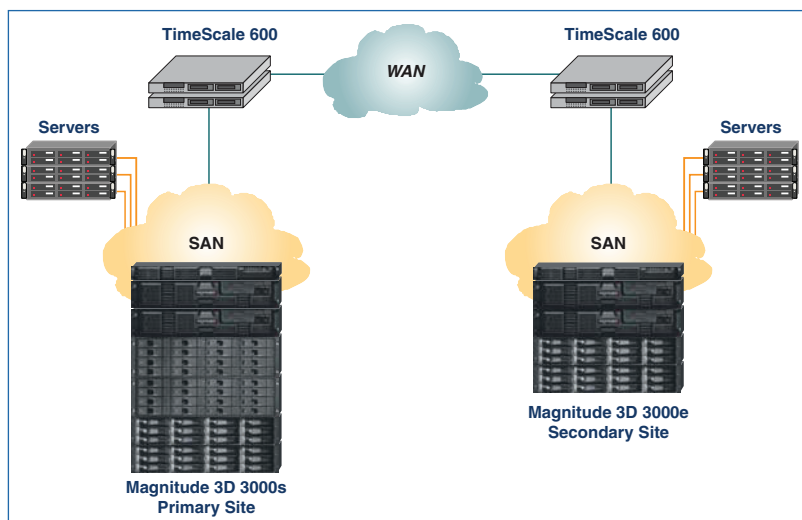 TimeScale 600
WAN
TimeScale 600
Servers
Servers
SAN
SAN
Magnitude 3D 3000e
Secondary Site
Magnitude 3D 3000s
Primary Site